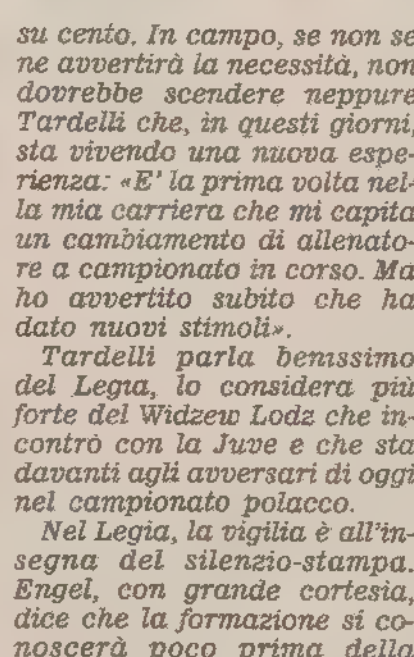 su cento. In campo, se non se
ne avvertirà la necessità, non
dovrebbe scendere neppure
Tardelli che, in questi giorni,
sta vivendo una nuova espe-
rienza: «E' la prima volta nel-
la mia carriera che mi capita
un cambiamento di allenato-
re a campionato in corso. Ma
ho avvertito subito che ha
dato nuovi stimoli».
Tardelli parla benissimo
del Legia, lo considera più
forte del Widzew Lodz che in-
contrò con la Juve e che sta
davanti agli avversari di oggi
nel campionato polacco.
Nel Legia, la vigilia è all'in-
segna del silenzio-stampa.
Engel, con grande cortesia,
dice che la formazione si co-
noscerà poco prima della